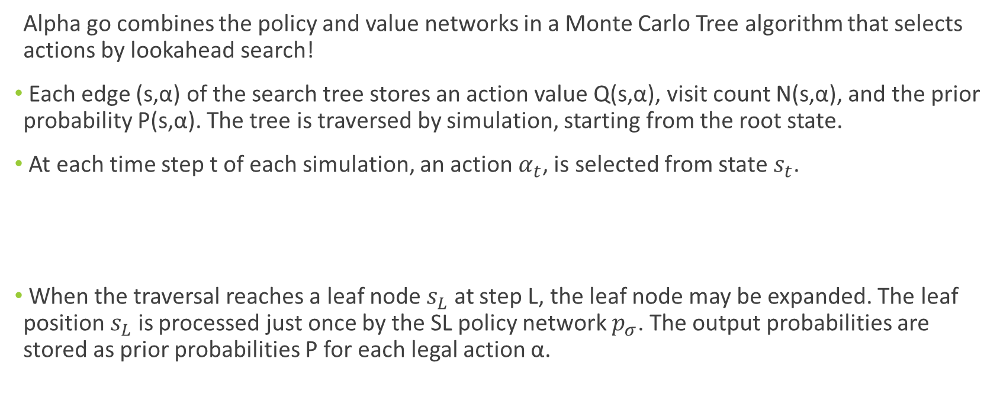 Alpha go combines the policy and value networks in a Monte Carlo Tree algorithm that selects
actions by lookahead search!
• Each edge (s,α) of the search tree stores an action value Q(s,α), visit count N(s,α), and the prior
probability P(s,α). The tree is traversed by simulation, starting from the root state.
• At each time step t of each simulation, an action $\alpha_t$, is selected from state $s_t$.
• When the traversal reaches a leaf node $s_L$ at step L, the leaf node may be expanded. The leaf
position $s_L$ is processed just once by the SL policy network $p_\sigma$. The output probabilities are
stored as prior probabilities P for each legal action α.